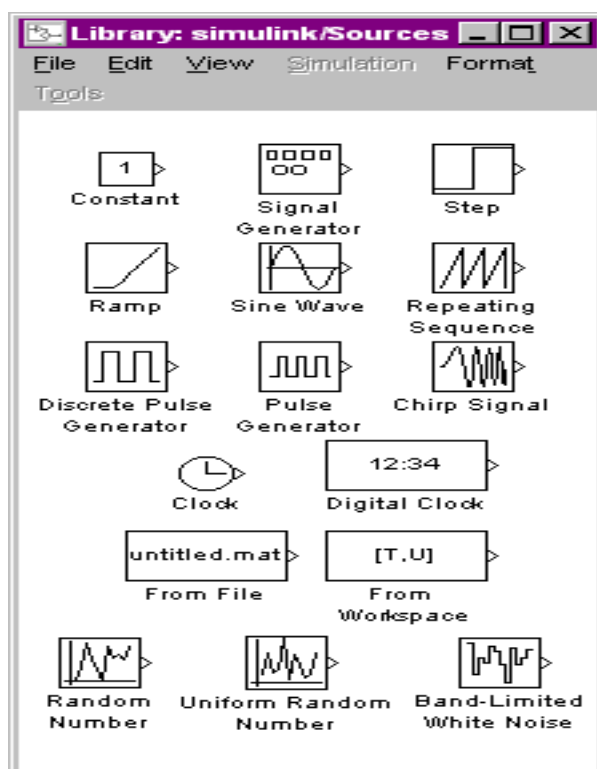 Library: simulink/Sources
File Edit View Simulation Format
Tools
1
Constant
Signal
Generator
Step
Ramp
Sine Wave
Repeating
Sequence
Discrete Pulse
Generator
Pulse
Generator
Chirp Signal
Clock
12:34
Digital Clock
untitled.mat
From File
[T,U]
From
Workspace
Random
Number
Uniform Random
Number
Band-Limited
White Noise